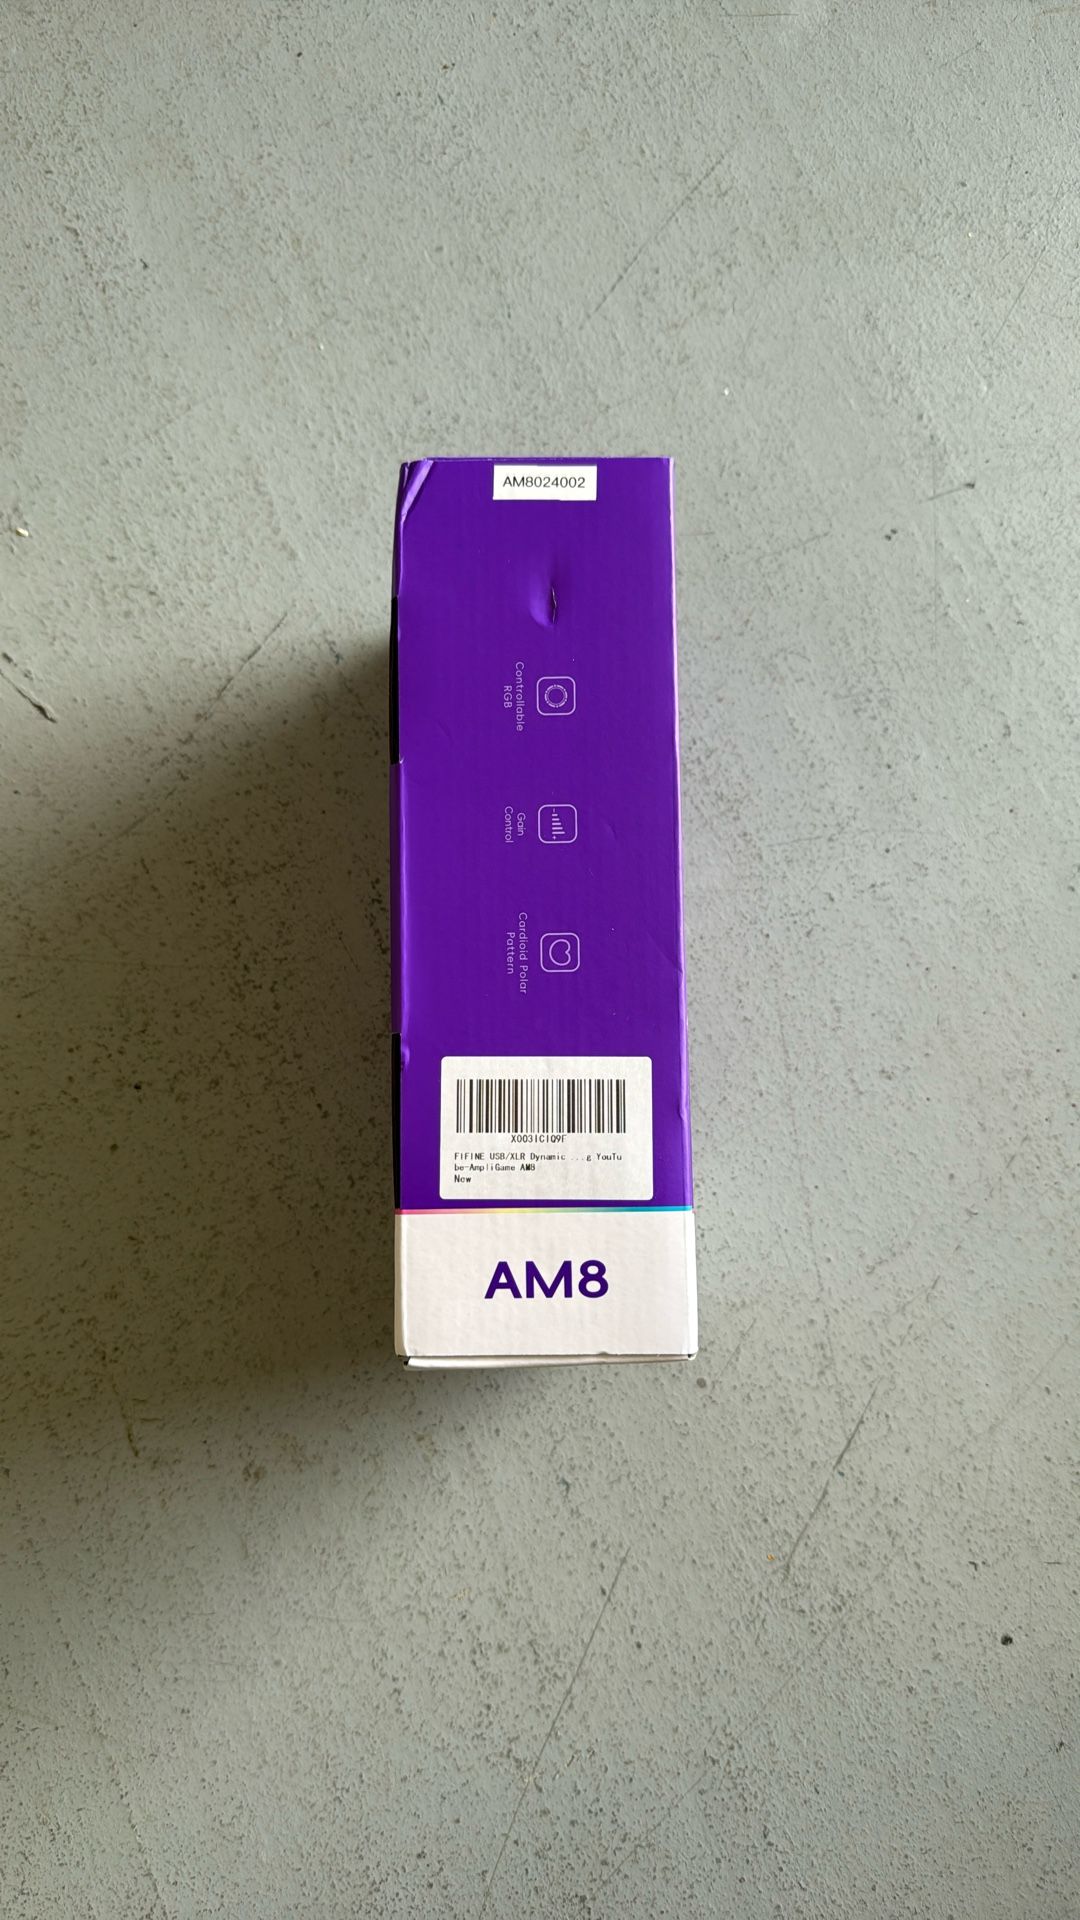 AM8024002
Controllable
RGB
Gain
Control
Cardioid Polar
Pattern
X003ICIQ9F
FIFINE USB/XLR Dynamic ...g YouTu
be-AmpliGame AM8
New
AM8